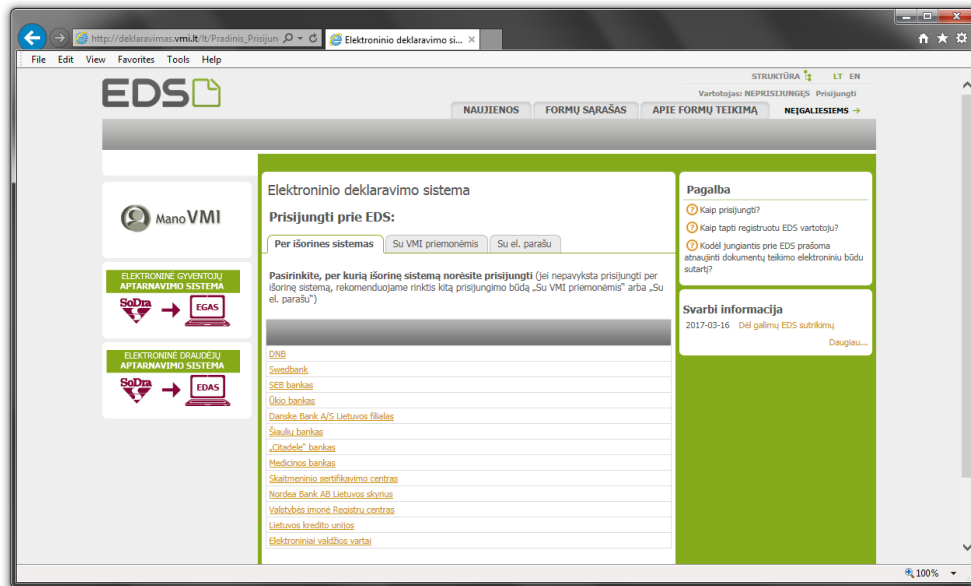 http://deklaravimas.vmi.lt/lt/Pradinis_Prisijun
Elektroninio deklaravimo si...
File Edit View Favorites Tools Help
EDS
STRUKTŪRA LT EN
Vartotojas: NEPRISIJUNGĘS Prisijungti
NAUJIENOS FORMŲ SĄRAŠAS APIE FORMŲ TEIKIMĄ NEĮGALIESIEMS
Mano VMI
ELEKTRONINĖ GYVENTOJŲ
APTARNAVIMO SISTEMA
SoDra EGAS
ELEKTRONINĖ DRAUDĖJŲ
APTARNAVIMO SISTEMA
SoDra EDAS
Elektroninio deklaravimo sistema
Prisijungti prie EDS:
Per išorines sistemas Su VMI priemonėmis Su el. parašu
Pasirinkite, per kurią išorinę sistemą norėsite prisijungti (jei nepavyksta prisijungti per
išorinę sistemą, rekomenduojame rinktis kitą prisijungimo būdą „Su VMI priemonėmis“ arba „Su
el. parašu“)
DNB
Swedbank
SEB bankas
Ūkio bankas
Danske Bank A/S Lietuvos filialas
Šiaulių bankas
„Citadele“ bankas
Medicinos bankas
Skaitmeninio sertifikavimo centras
Nordea Bank AB Lietuvos skyrius
Valstybės įmonė Registrų centras
Lietuvos kredito unijos
Elektroniniai valdžios vartai
Pagalba
Kaip prisijungti?
Kaip tapti registruotu EDS vartotoju?
Kodėl jungiantis prie EDS prašoma
atnaujinti dokumentų teikimo elektroniniu būdu
sutartį?
Svarbi informacija
2017-03-16 Dėl galimų EDS sutrikimų
Daugiau...
100%